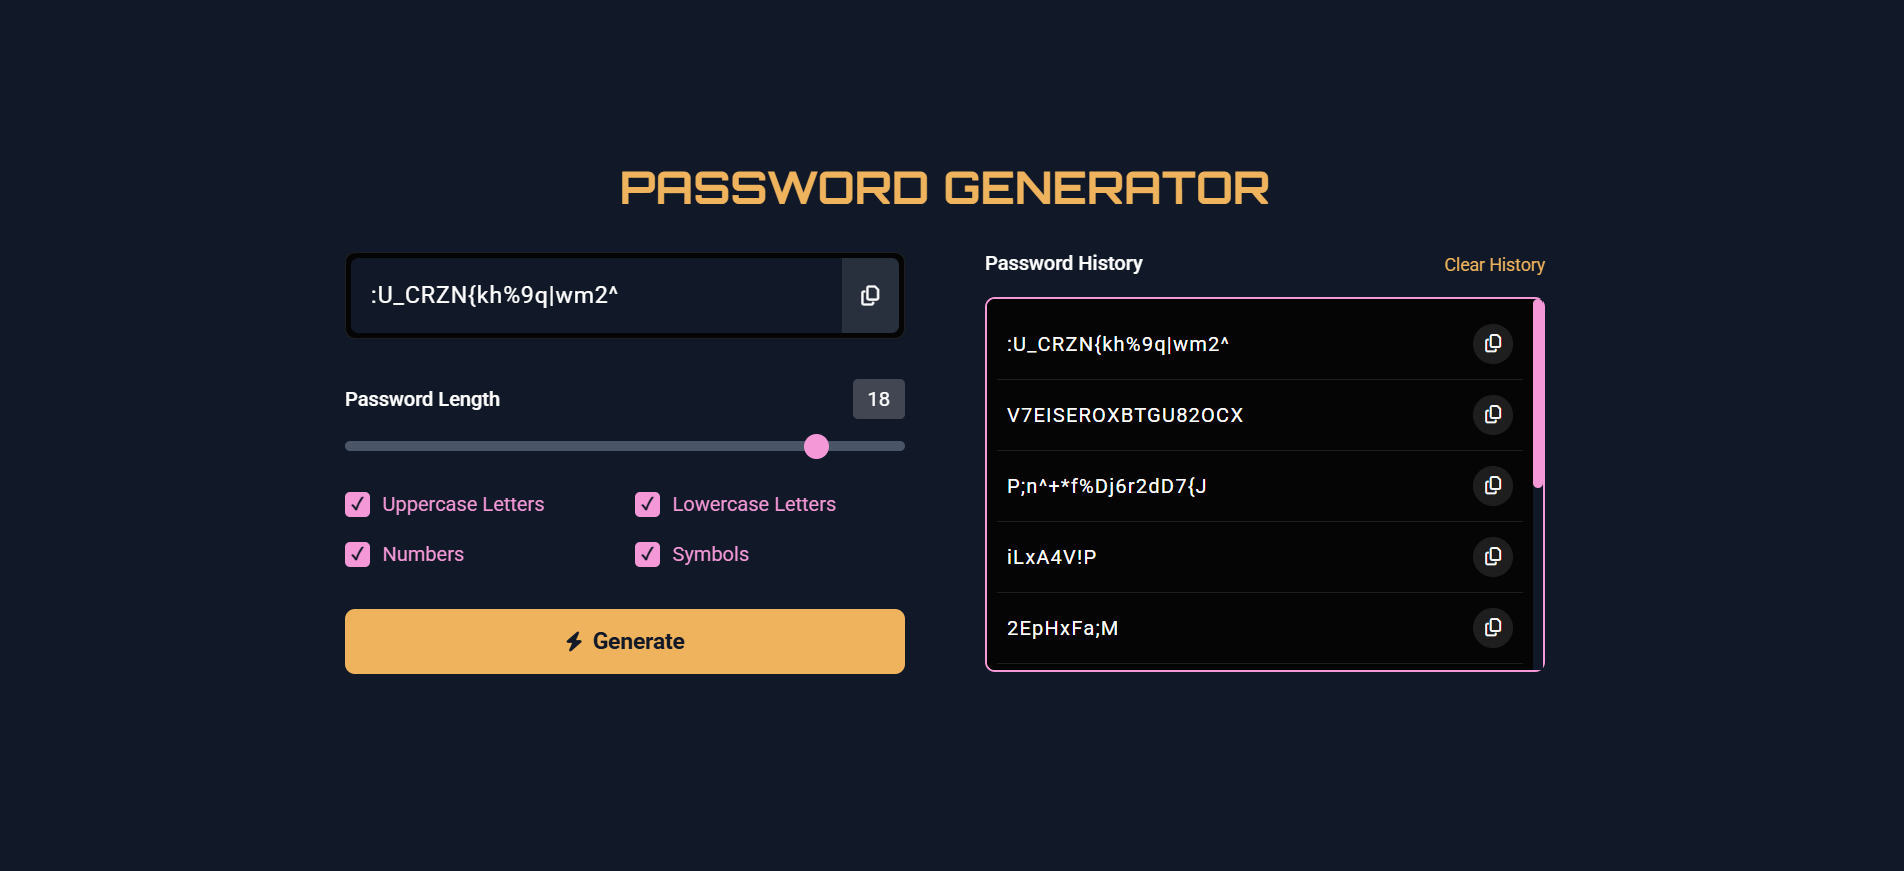 PASSWORD GENERATOR
:U_CRZN{kh%9q|wm2^
Password Length
18
Uppercase Letters
Lowercase Letters
Numbers
Symbols
Generate
Password History
Clear History
:U_CRZN{kh%9q|wm2^
V7EISEROXBTGU82OCX
P;n^+*f%Dj6r2dD7{J
iLxA4V!P
2EpHxFa;M